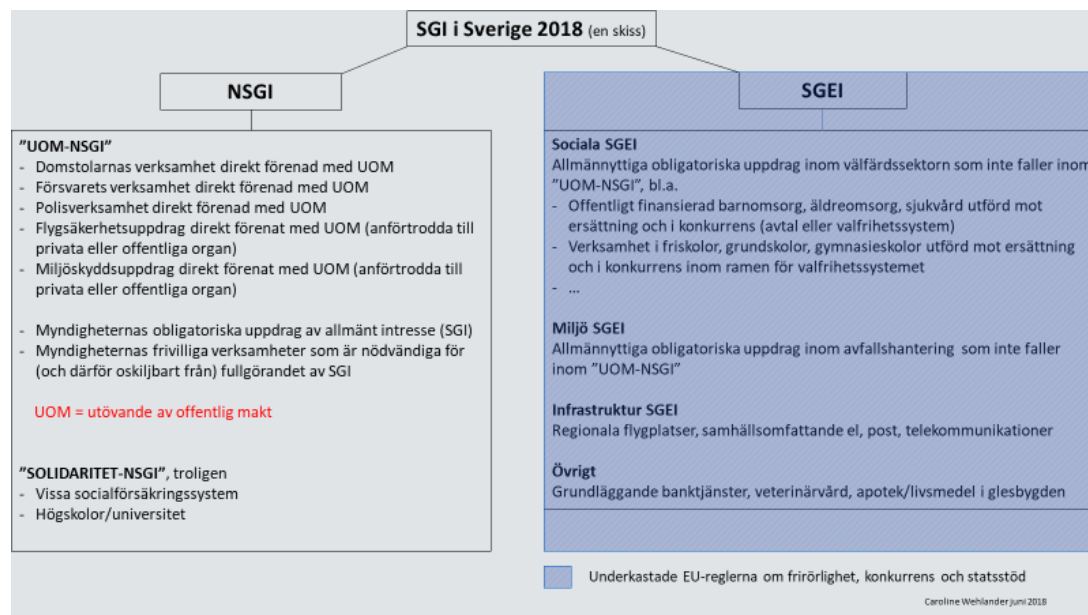 SGI i Sverige 2018 (en skiss)
NSGI
"UOM-NSGI"
- Domstolarnas verksamhet direkt förenad med UOM
- Försvarets verksamhet direkt förenad med UOM
- Polisverksamhet direkt förenad med UOM
- Flygsäkerhetsuppdrag direkt förenat med UOM (anförtrodda till
privata eller offentliga organ)
- Miljöskyddsuppdrag direkt förenat med UOM (anförtrodda till
privata eller offentliga organ)
- Myndigheternas obligatoriska uppdrag av allmänt intresse (SGI)
- Myndigheternas frivilliga verksamheter som är nödvändiga för
(och därför oskiljbart från) fullgörandet av SGI
UOM = utövande av offentlig makt
"SOLIDARITET-NSGI", troligen
- Vissa socialförsäkringssystem
- Högskolor/universitet
SGEI
Sociala SGEI
Allmännyttiga obligatoriska uppdrag inom välfärdssektorn som inte faller inom
"UOM-NSGI", bl.a.
- Offentligt finansierad barnomsorg, äldreomsorg, sjukvård utförd mot
ersättning och i konkurrens (avtal eller valfrihetsystem)
- Verksamhet i friskolor, grundskolor, gymnasieskolor utförd mot ersättning
och i konkurrens inom ramen för valfrihetssystemet
- ...
Miljö SGEI
Allmännyttiga obligatoriska uppdrag inom avfallshantering som inte faller
inom "UOM-NSGI"
Infrastruktur SGEI
Regionala flygplatser, samhällsomfattande el, post, telekommunikationer
Övrigt
Grundläggande banktjänster, veterinärvård, apotek/livsmedel i glesbygden
Underkastade EU-reglerna om frirörlighet, konkurrens och statsstöd
Caroline Wehlander juni 2018